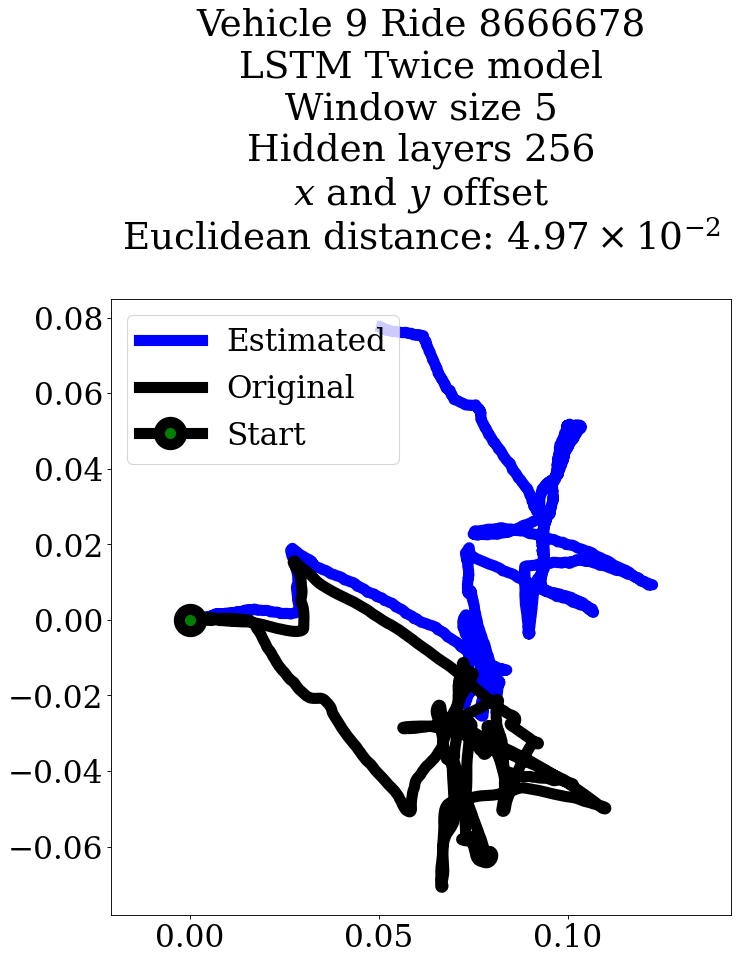 Vehicle 9 Ride 8666678
LSTM Twice model
Window size 5
Hidden layers 256
x and y offset
Euclidean distance: 4.97 × 10⁻²
Estimated
Original
Start
0.08
0.06
0.04
0.02
0.00
−0.02
−0.04
−0.06
0.00 0.05 0.10